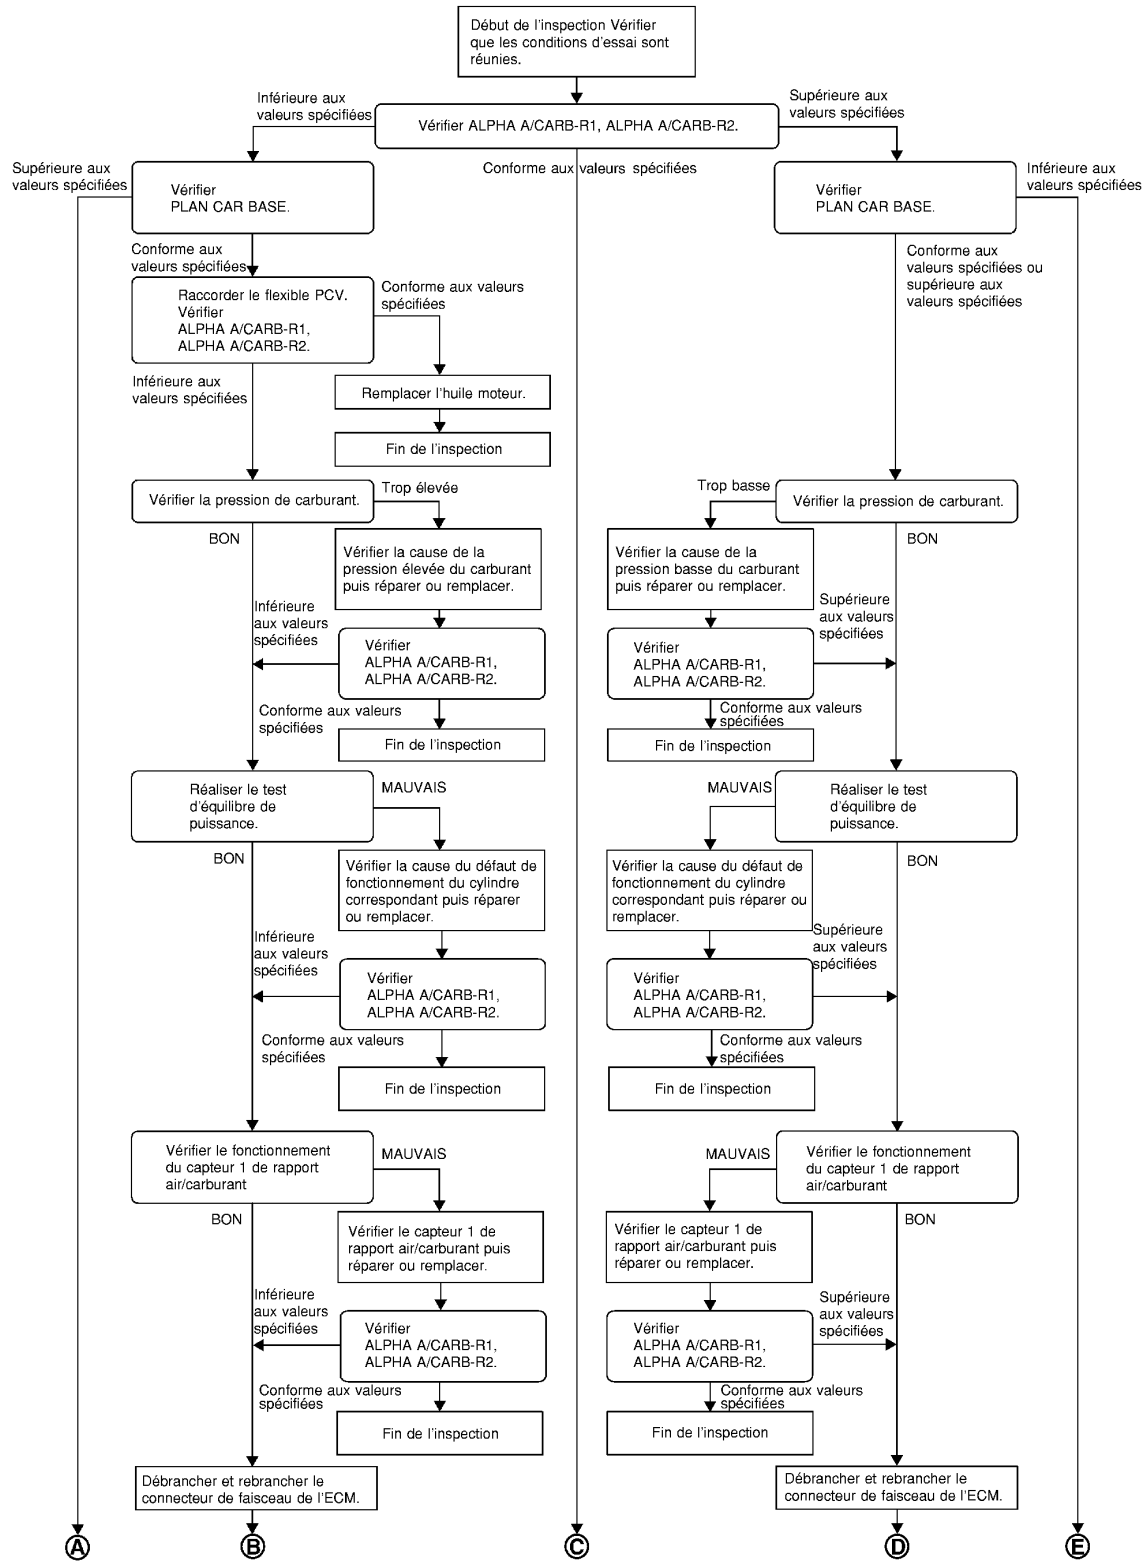 Début de l'inspection Vérifier
que les conditions d'essai sont
réunies.
Inférieure aux
valeurs spécifiées
Supérieure aux
valeurs spécifiées
Vérifier ALPHA A/CARB-R1, ALPHA A/CARB-R2.
Supérieure aux
valeurs spécifiées
Conforme aux valeurs spécifiées
Inférieure aux
valeurs spécifiées
Vérifier
PLAN CAR BASE.
Vérifier
PLAN CAR BASE.
Conforme aux
valeurs spécifiées
Conforme aux
valeurs spécifiées ou
supérieure aux
valeurs spécifiées
Raccorder le flexible PCV.
Vérifier
ALPHA A/CARB-R1,
ALPHA A/CARB-R2.
Conforme aux valeurs
spécifiées
Inférieure aux
valeurs spécifiées
Remplacer l'huile moteur.
Fin de l'inspection
Vérifier la pression de carburant.
Trop élevée
Trop basse
Vérifier la pression de carburant.
BON
BON
Vérifier la cause de la
pression élevée du carburant
puis réparer ou remplacer.
Vérifier la cause de la
pression basse du carburant
puis réparer ou remplacer.
Inférieure
aux valeurs
spécifiées
Supérieure
aux valeurs
spécifiées
Vérifier
ALPHA A/CARB-R1,
ALPHA A/CARB-R2.
Vérifier
ALPHA A/CARB-R1,
ALPHA A/CARB-R2.
Conforme aux valeurs
spécifiées
Conforme aux valeurs
spécifiées
Fin de l'inspection
Fin de l'inspection
Réaliser le test
d'équilibre de
puissance.
MAUVAIS
MAUVAIS
Réaliser le test
d'équilibre de
puissance.
BON
BON
Vérifier la cause du défaut de
fonctionnement du cylindre
correspondant puis réparer
ou remplacer.
Vérifier la cause du défaut de
fonctionnement du cylindre
correspondant puis réparer ou
remplacer.
Inférieure
aux valeurs
spécifiées
Supérieure
aux valeurs
spécifiées
Vérifier
ALPHA A/CARB-R1,
ALPHA A/CARB-R2.
Vérifier
ALPHA A/CARB-R1,
ALPHA A/CARB-R2.
Conforme aux valeurs
spécifiées
Conforme aux valeurs
spécifiées
Fin de l'inspection
Fin de l'inspection
Vérifier le fonctionnement
du capteur 1 de rapport
air/carburant
MAUVAIS
MAUVAIS
Vérifier le fonctionnement
du capteur 1 de rapport
air/carburant
BON
BON
Vérifier le capteur 1 de
rapport air/carburant puis
réparer ou remplacer.
Vérifier le capteur 1 de
rapport air/carburant puis
réparer ou remplacer.
Inférieure
aux valeurs
spécifiées
Supérieure
aux valeurs
spécifiées
Vérifier
ALPHA A/CARB-R1,
ALPHA A/CARB-R2.
Vérifier
ALPHA A/CARB-R1,
ALPHA A/CARB-R2.
Conforme aux valeurs
spécifiées
Conforme aux valeurs
spécifiées
Fin de l'inspection
Fin de l'inspection
Débrancher et rebrancher le
connecteur de faisceau de l'ECM.
Débrancher et rebrancher le
connecteur de faisceau de l'ECM.
A
B
C
D
E